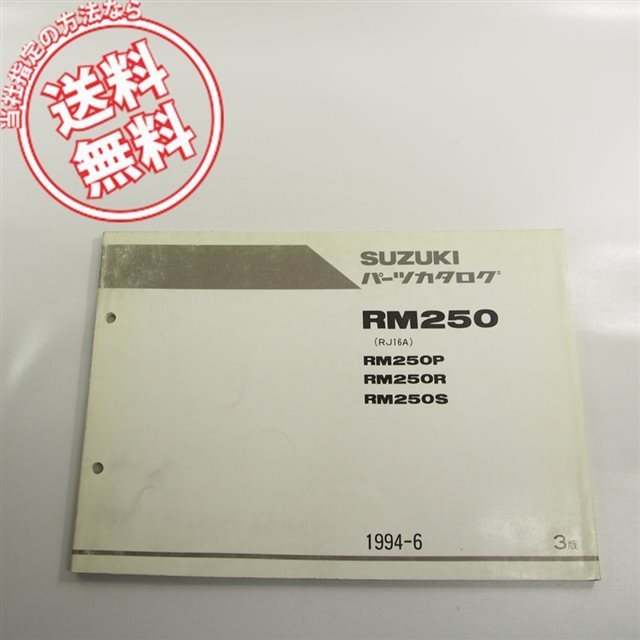 当社指定の方法なら
送料
無料
SUZUKI
パーツカタログ
RM250
(RJ16A)
RM250P
RM250R
RM250S
1994-6
3版